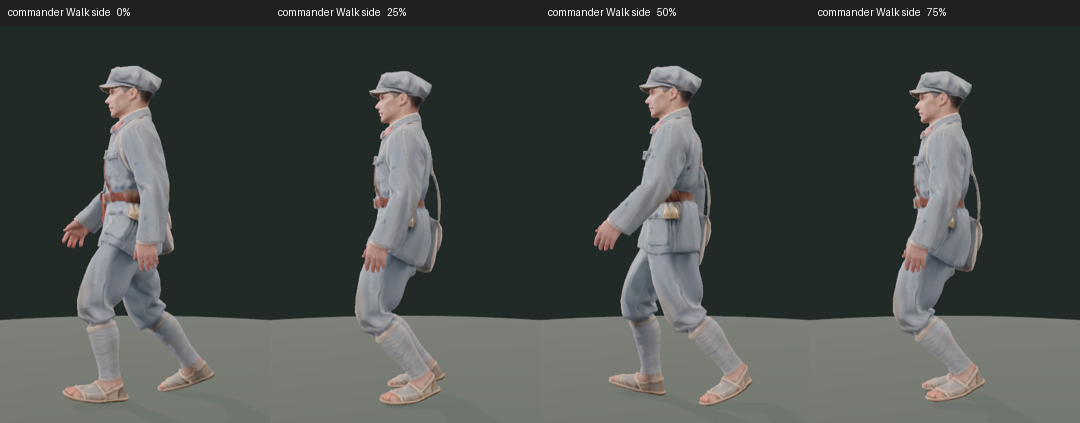 commander Walk side 0%
commander Walk side 25%
commander Walk side 50%
commander Walk side 75%